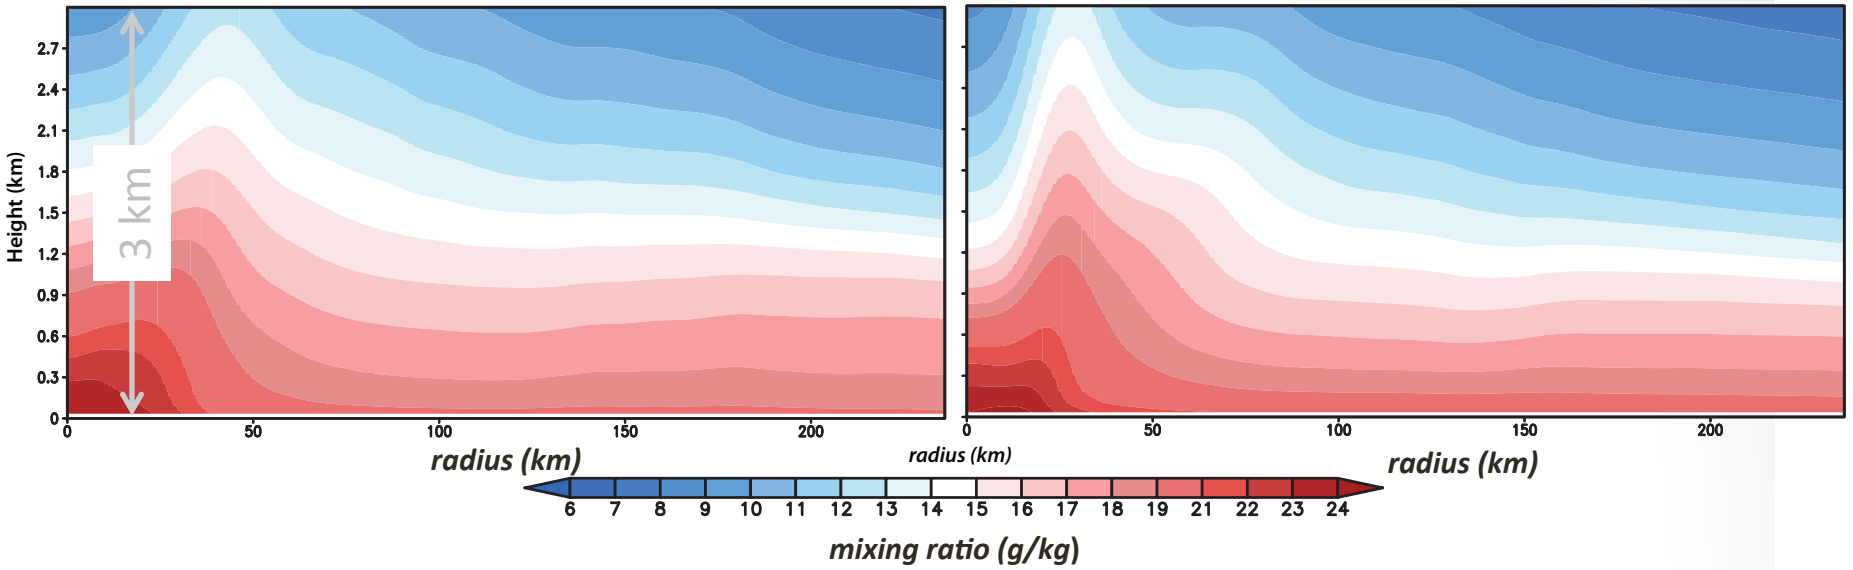 Height (km)
2.7
2.4
2.1
1.8
1.5
1.2
0.9
0.6
0.3
0
3 km
0 50 100 150 200
0 50 100 150 200
radius (km)
radius (km)
radius (km)
6 7 8 9 10 11 12 13 14 15 16 17 18 19 21 22 23 24
mixing ratio (g/kg)